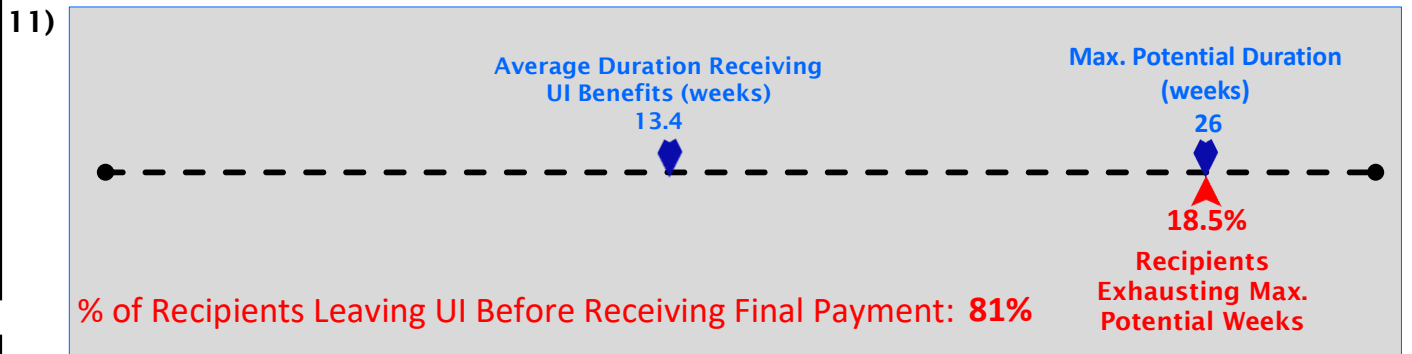 11)
Average Duration Receiving
UI Benefits (weeks)
13.4
Max. Potential Duration
(weeks)
26
18.5%
Recipients
Exhausting Max.
Potential Weeks
% of Recipients Leaving UI Before Receiving Final Payment: 81%